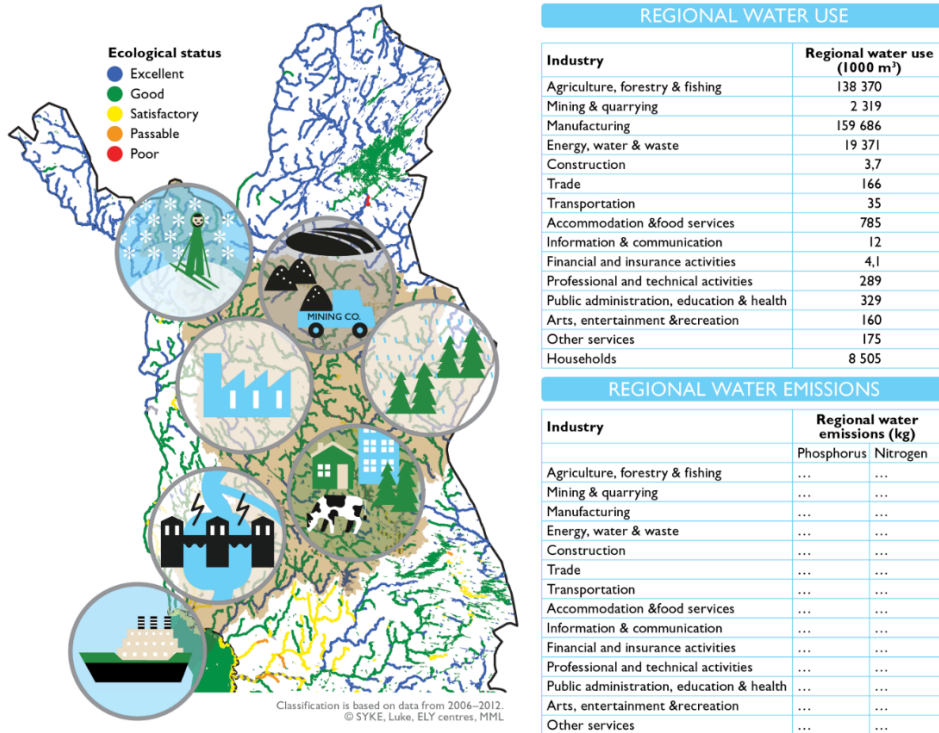 Ecological status
Excellent
Good
Satisfactory
Passable
Poor
MINING CO.
Classification is based on data from 2006–2012.
© SYKE, Luke, ELY centres, MML
REGIONAL WATER USE
Industry Regional water use
(1000 m³)
Agriculture, forestry & fishing 138 370
Mining & quarrying 2 319
Manufacturing 159 686
Energy, water & waste 19 371
Construction 3,7
Trade 166
Transportation 35
Accommodation &food services 785
Information & communication 12
Financial and insurance activities 4,1
Professional and technical activities 289
Public administration, education & health 329
Arts, entertainment &recreation 160
Other services 175
Households 8 505
REGIONAL WATER EMISSIONS
Industry Regional water
emissions (kg)
Phosphorus Nitrogen
Agriculture, forestry & fishing ... ...
Mining & quarrying ... ...
Manufacturing ... ...
Energy, water & waste ... ...
Construction ... ...
Trade ... ...
Transportation ... ...
Accommodation &food services ... ...
Information & communication ... ...
Financial and insurance activities ... ...
Professional and technical activities ... ...
Public administration, education & health ... ...
Arts, entertainment &recreation ... ...
Other services ... ...